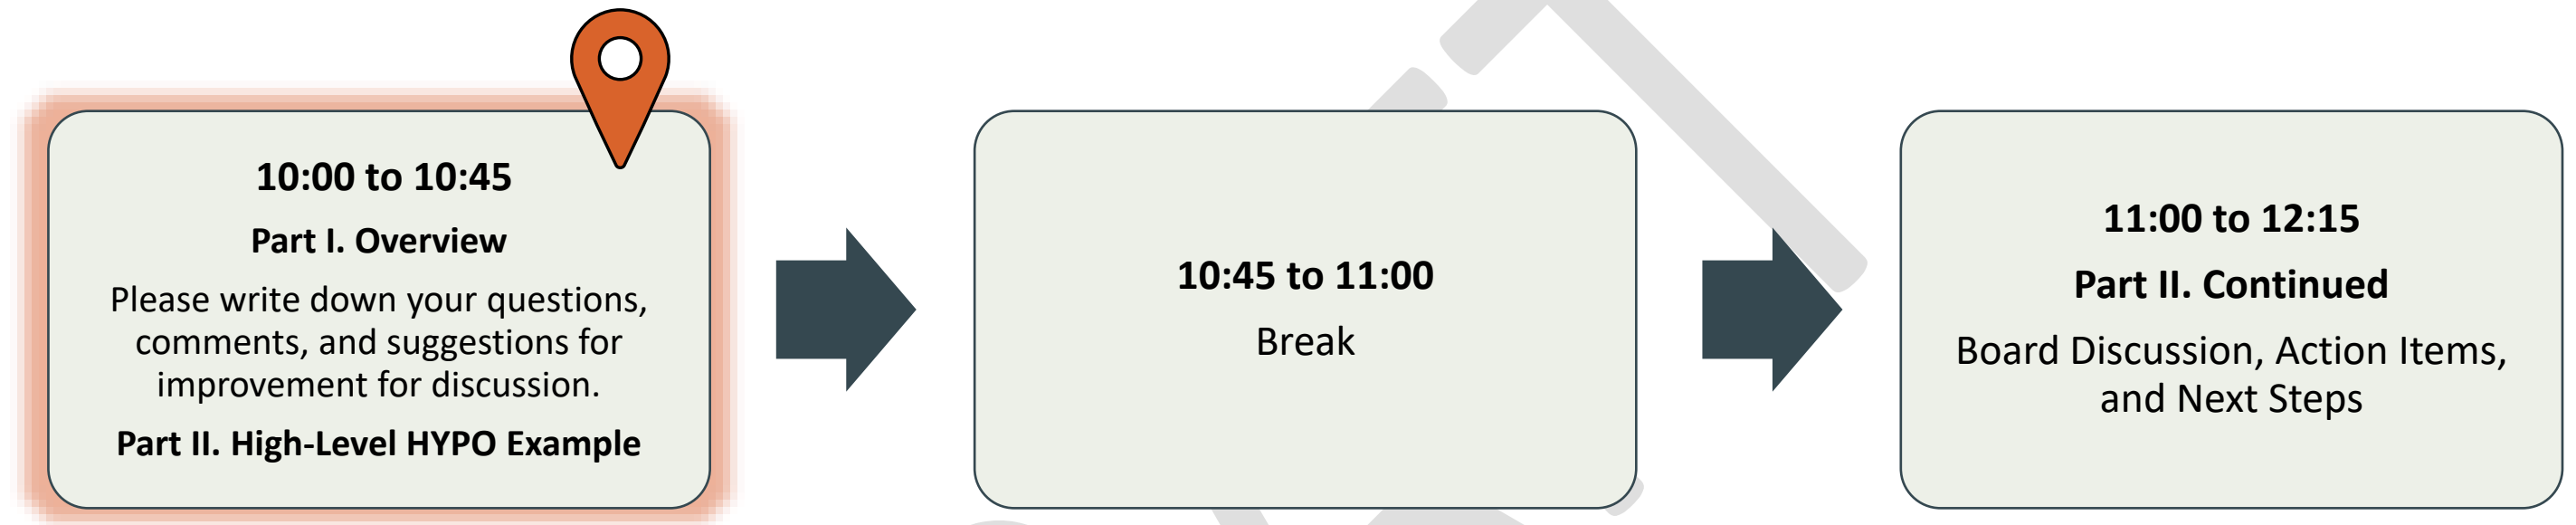 10:00 to 10:45
Part I. Overview
Please write down your questions,
comments, and suggestions for
improvement for discussion.
Part II. High-Level HYPO Example
10:45 to 11:00
Break
11:00 to 12:15
Part II. Continued
Board Discussion, Action Items,
and Next Steps